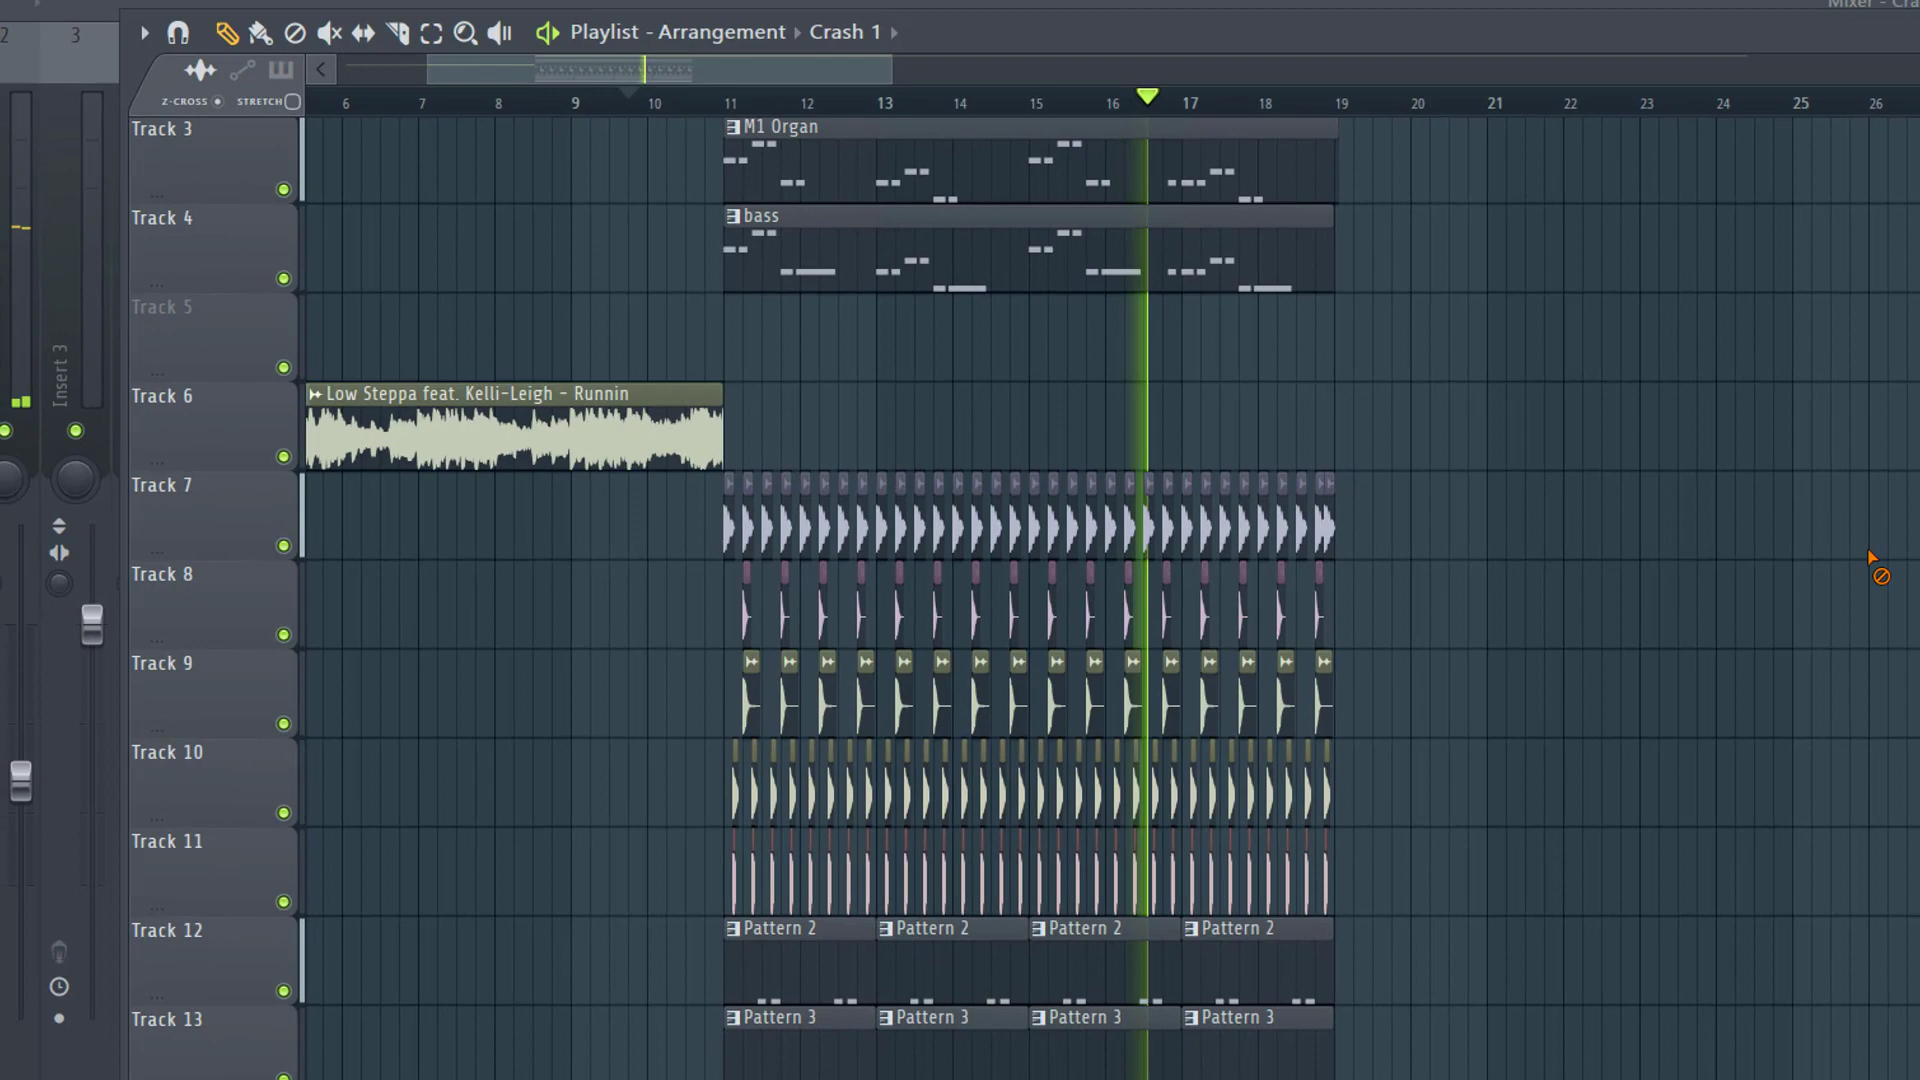 Mixer - Cra
2 3
Playlist - Arrangement Crash 1
Z-CROSS STRETCH
6 7 8 9 10 11 12 13 14 15 16 17 18 19 20 21 22 23 24 25 26
Track 3
M1 Organ
Track 4
bass
Track 5
Insert 3
Track 6
Low Steppa feat. Kelli-Leigh - Runnin
Track 7
Track 8
Track 9
Track 10
Track 11
Track 12
Pattern 2 Pattern 2 Pattern 2 Pattern 2
Track 13
Pattern 3 Pattern 3 Pattern 3 Pattern 3